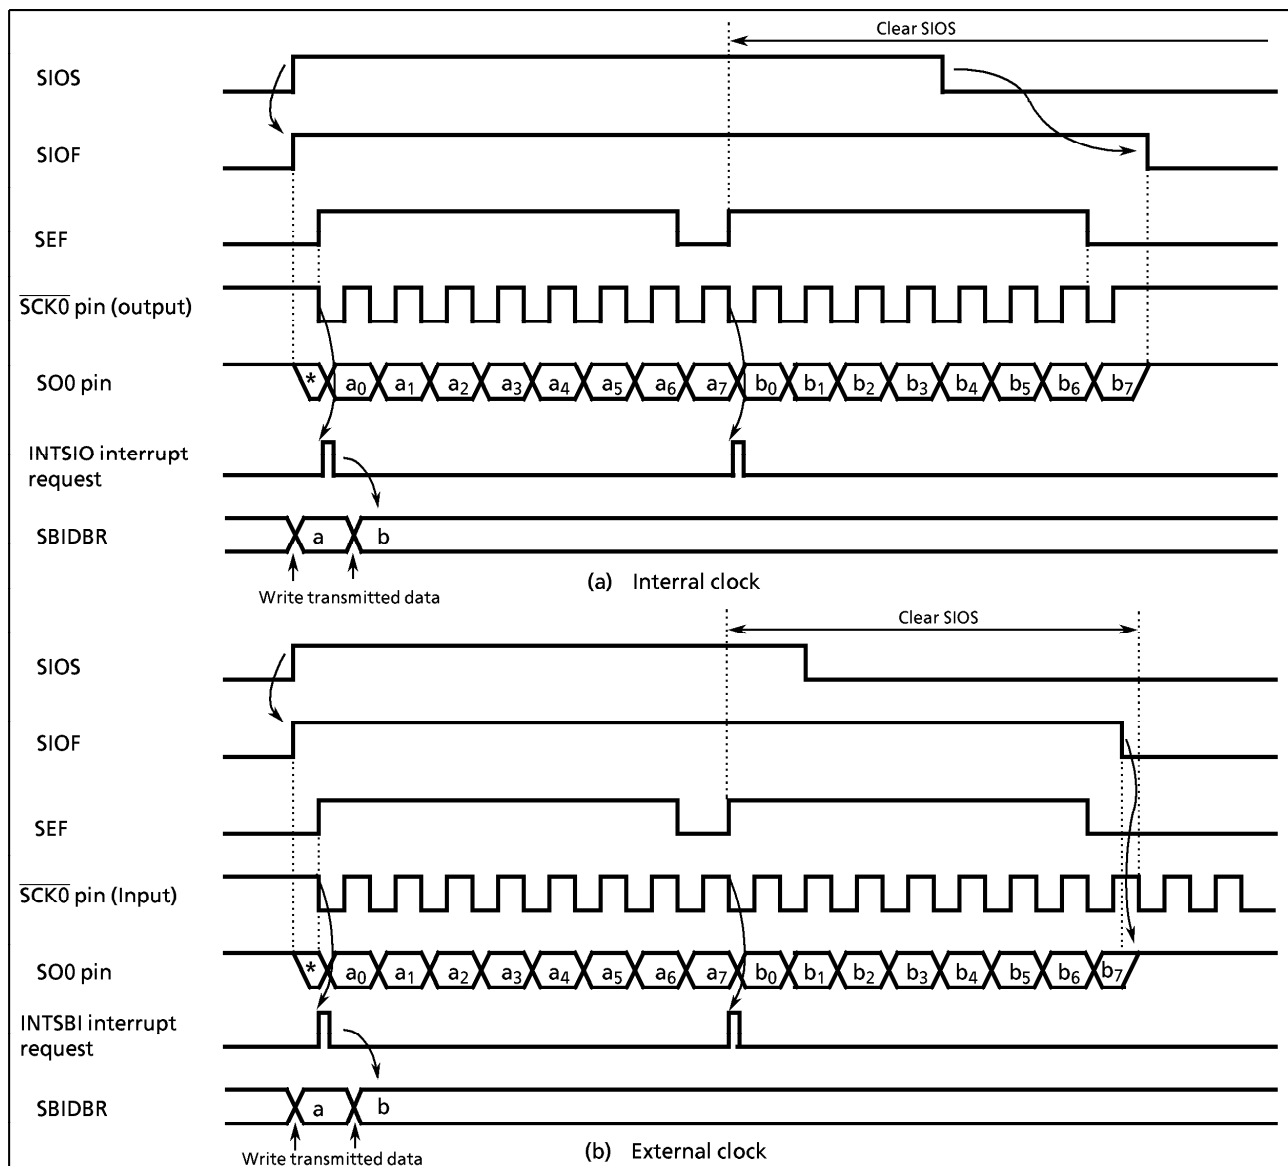 Clear SIOS
SIOS
SIOF
SEF
SCK0 pin (output)
SO0 pin
* a0 a1 a2 a3 a4 a5 a6 a7 b0 b1 b2 b3 b4 b5 b6 b7
INTSIO interrupt
request
SBIDBR
a b
Write transmitted data
(a) Interral clock
Clear SIOS
SIOS
SIOF
SEF
SCK0 pin (Input)
SO0 pin
* a0 a1 a2 a3 a4 a5 a6 a7 b0 b1 b2 b3 b4 b5 b6 b7
INTSBI interrupt
request
SBIDBR
a b
Write transmitted data
(b) External clock